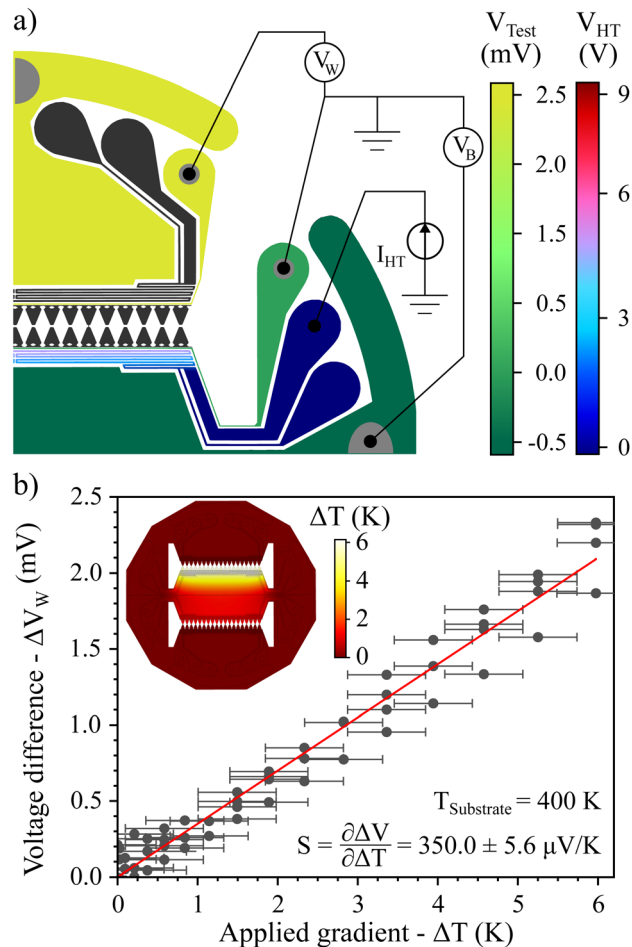 a)
V_Test (mV)
V_HT (V)
V_W
V_B
I_HT
2.5
2.0
1.5
0.5
0.0
-0.5
9
6
3
0
b)
Voltage difference - ΔV_W (mV)
2.5
2.0
1.5
1.0
0.5
0.0
ΔT (K)
6
4
2
0
T_Substrate = 400 K
S = ∂ΔV/∂ΔT = 350.0 ± 5.6 μV/K
0 1 2 3 4 5 6
Applied gradient - ΔT (K)